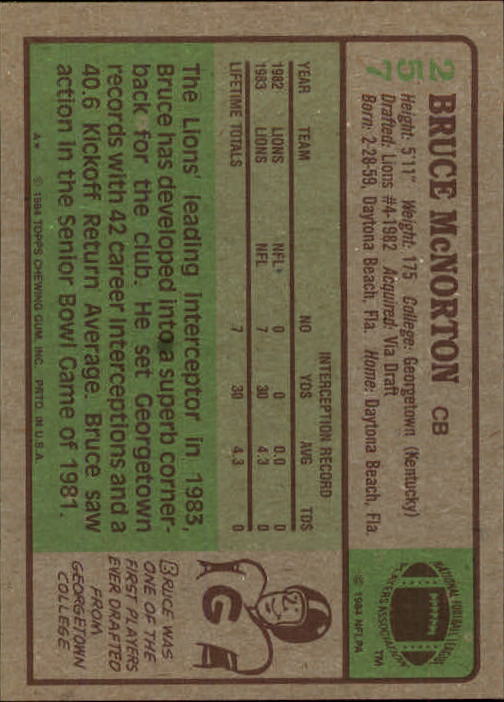 257
BRUCE McNORTON CB
Height: 5'11" Weight: 175 College: Georgetown (Kentucky)
Drafted: Lions #4-1982 Acquired: Via Draft
Born: 2-28-59, Daytona Beach, Fla. Home: Daytona Beach, Fla.
NATIONAL FOOTBALL LEAGUE
PLAYERS ASSOCIATION
TM
© 1984 NFLPA
INTERCEPTION RECORD
YEAR TEAM NO YDS AVG TDS
1982 LIONS NFL* 0 0 0.0 0
1983 LIONS NFL 7 30 4.3 0
LIFETIME TOTALS 7 30 4.3 0
The Lions' leading interceptor in 1983,
Bruce has developed into a superb corner-
back for the club. He set Georgetown
records with 42 career interceptions and a
40.6 Kickoff Return Average. Bruce saw
action in the Senior Bowl Game of 1981.
A* © 1984 TOPPS CHEWING GUM, INC. PRTD. IN U.S.A.
G
BRUCE WAS
ONE OF THE
FIRST PLAYERS
EVER DRAFTED
FROM
GEORGETOWN
COLLEGE.